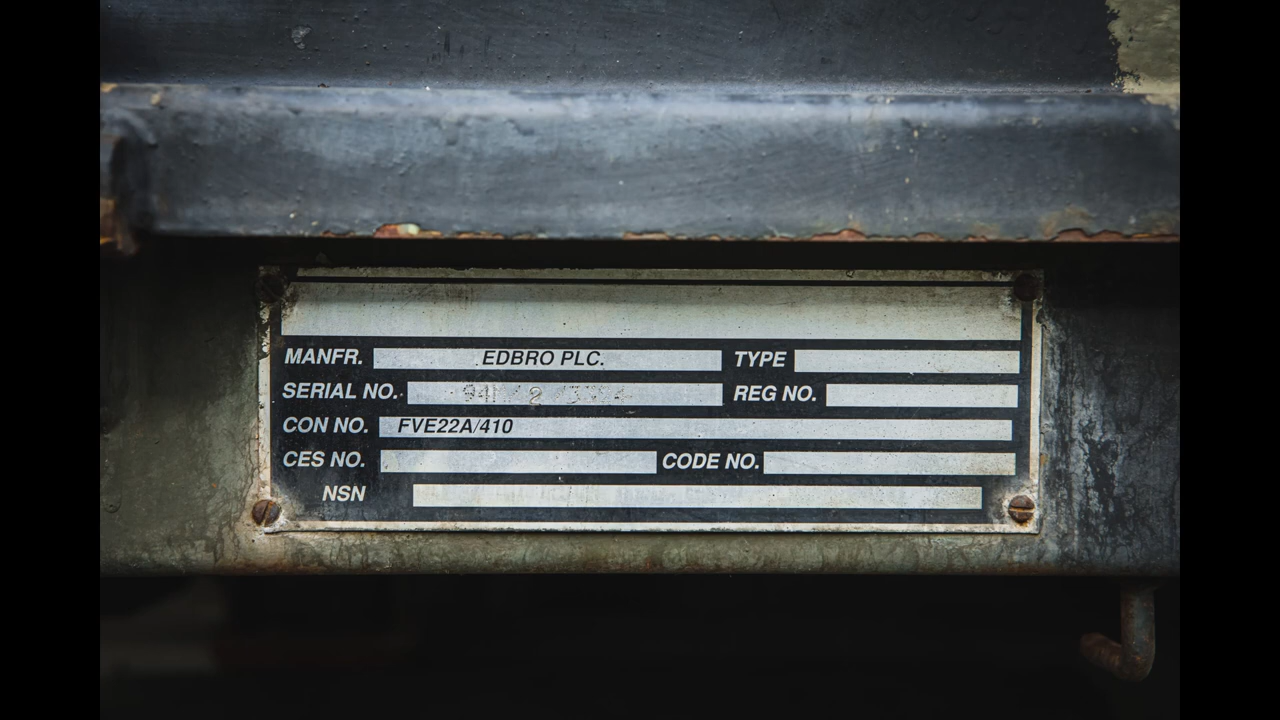 MANFR. EDBRO PLC. TYPE
SERIAL NO. REG NO.
CON NO. FVE22A/410
CES NO. CODE NO.
NSN